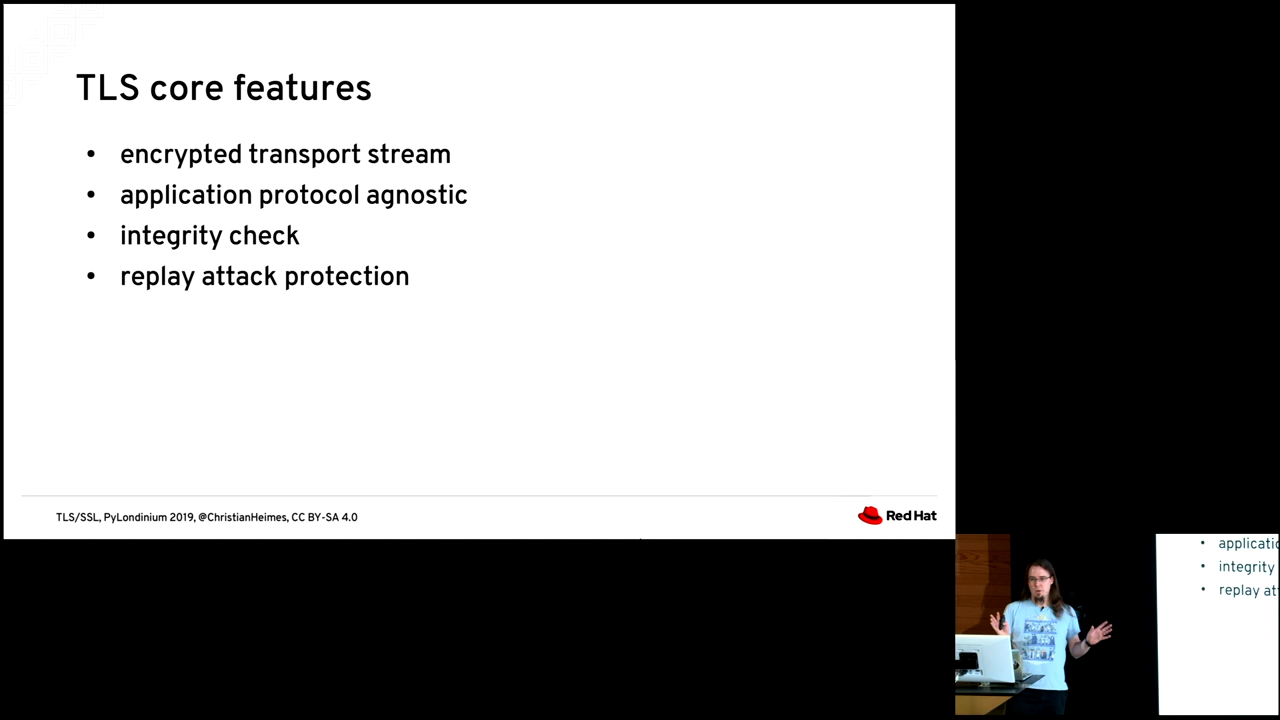 TLS core features
• encrypted transport stream
• application protocol agnostic
• integrity check
• replay attack protection
TLS/SSL, PyLondinium 2019, @ChristianHeimes, CC BY-SA 4.0
Red Hat
• applicatio
• integrity
• replay at